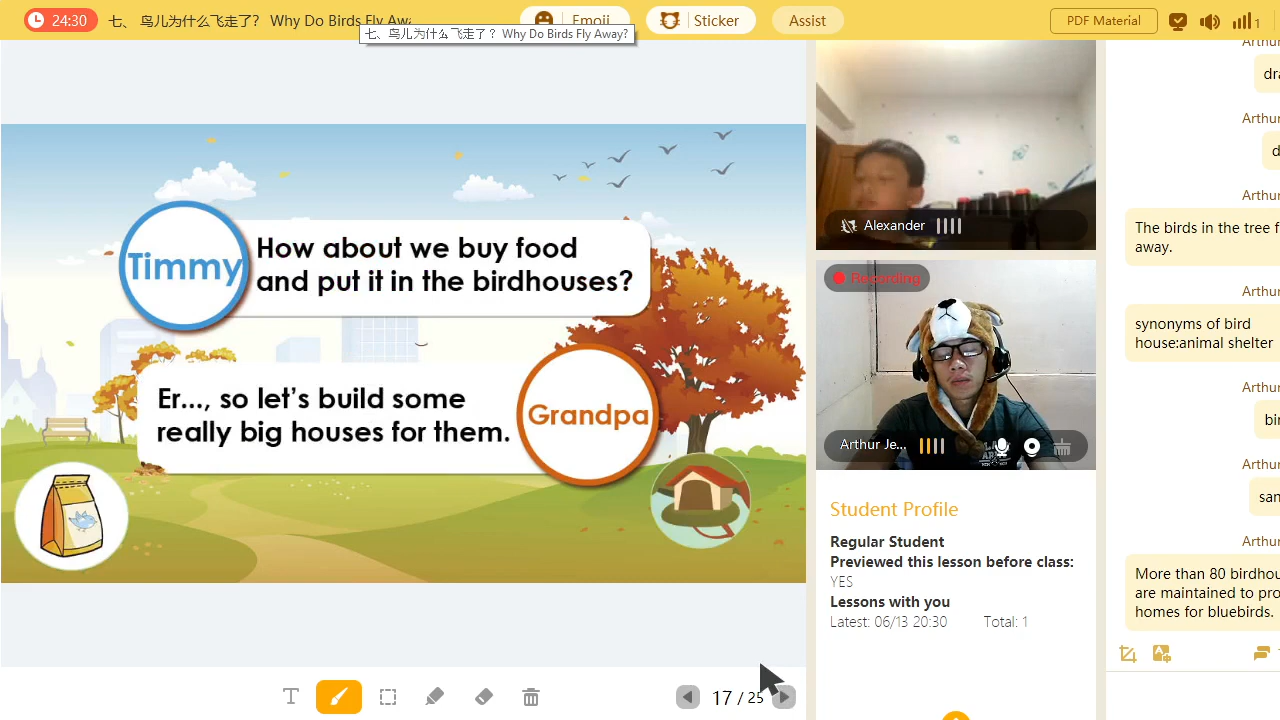 24:30
七、 鸟儿为什么飞走了? Why Do Birds Fly Awa
Emoji
Sticker
Assist
PDF Material
1
七、鸟儿为什么飞走了？ Why Do Birds Fly Away?
Timmy
How about we buy food
and put it in the birdhouses?
Er..., so let's build some
really big houses for them.
Grandpa
17 / 25
Alexander
Recording
Arthur Je...
Student Profile
Regular Student
Previewed this lesson before class:
YES
Lessons with you
Latest: 06/13 20:30 Total: 1
Arthur
dra
Arthur
d
Arthur
The birds in the tree f
away.
Arthur
synonyms of bird
house:animal shelter
Arthur
bir
Arthur
san
Arthur
More than 80 birdhou
are maintained to pro
homes for bluebirds.